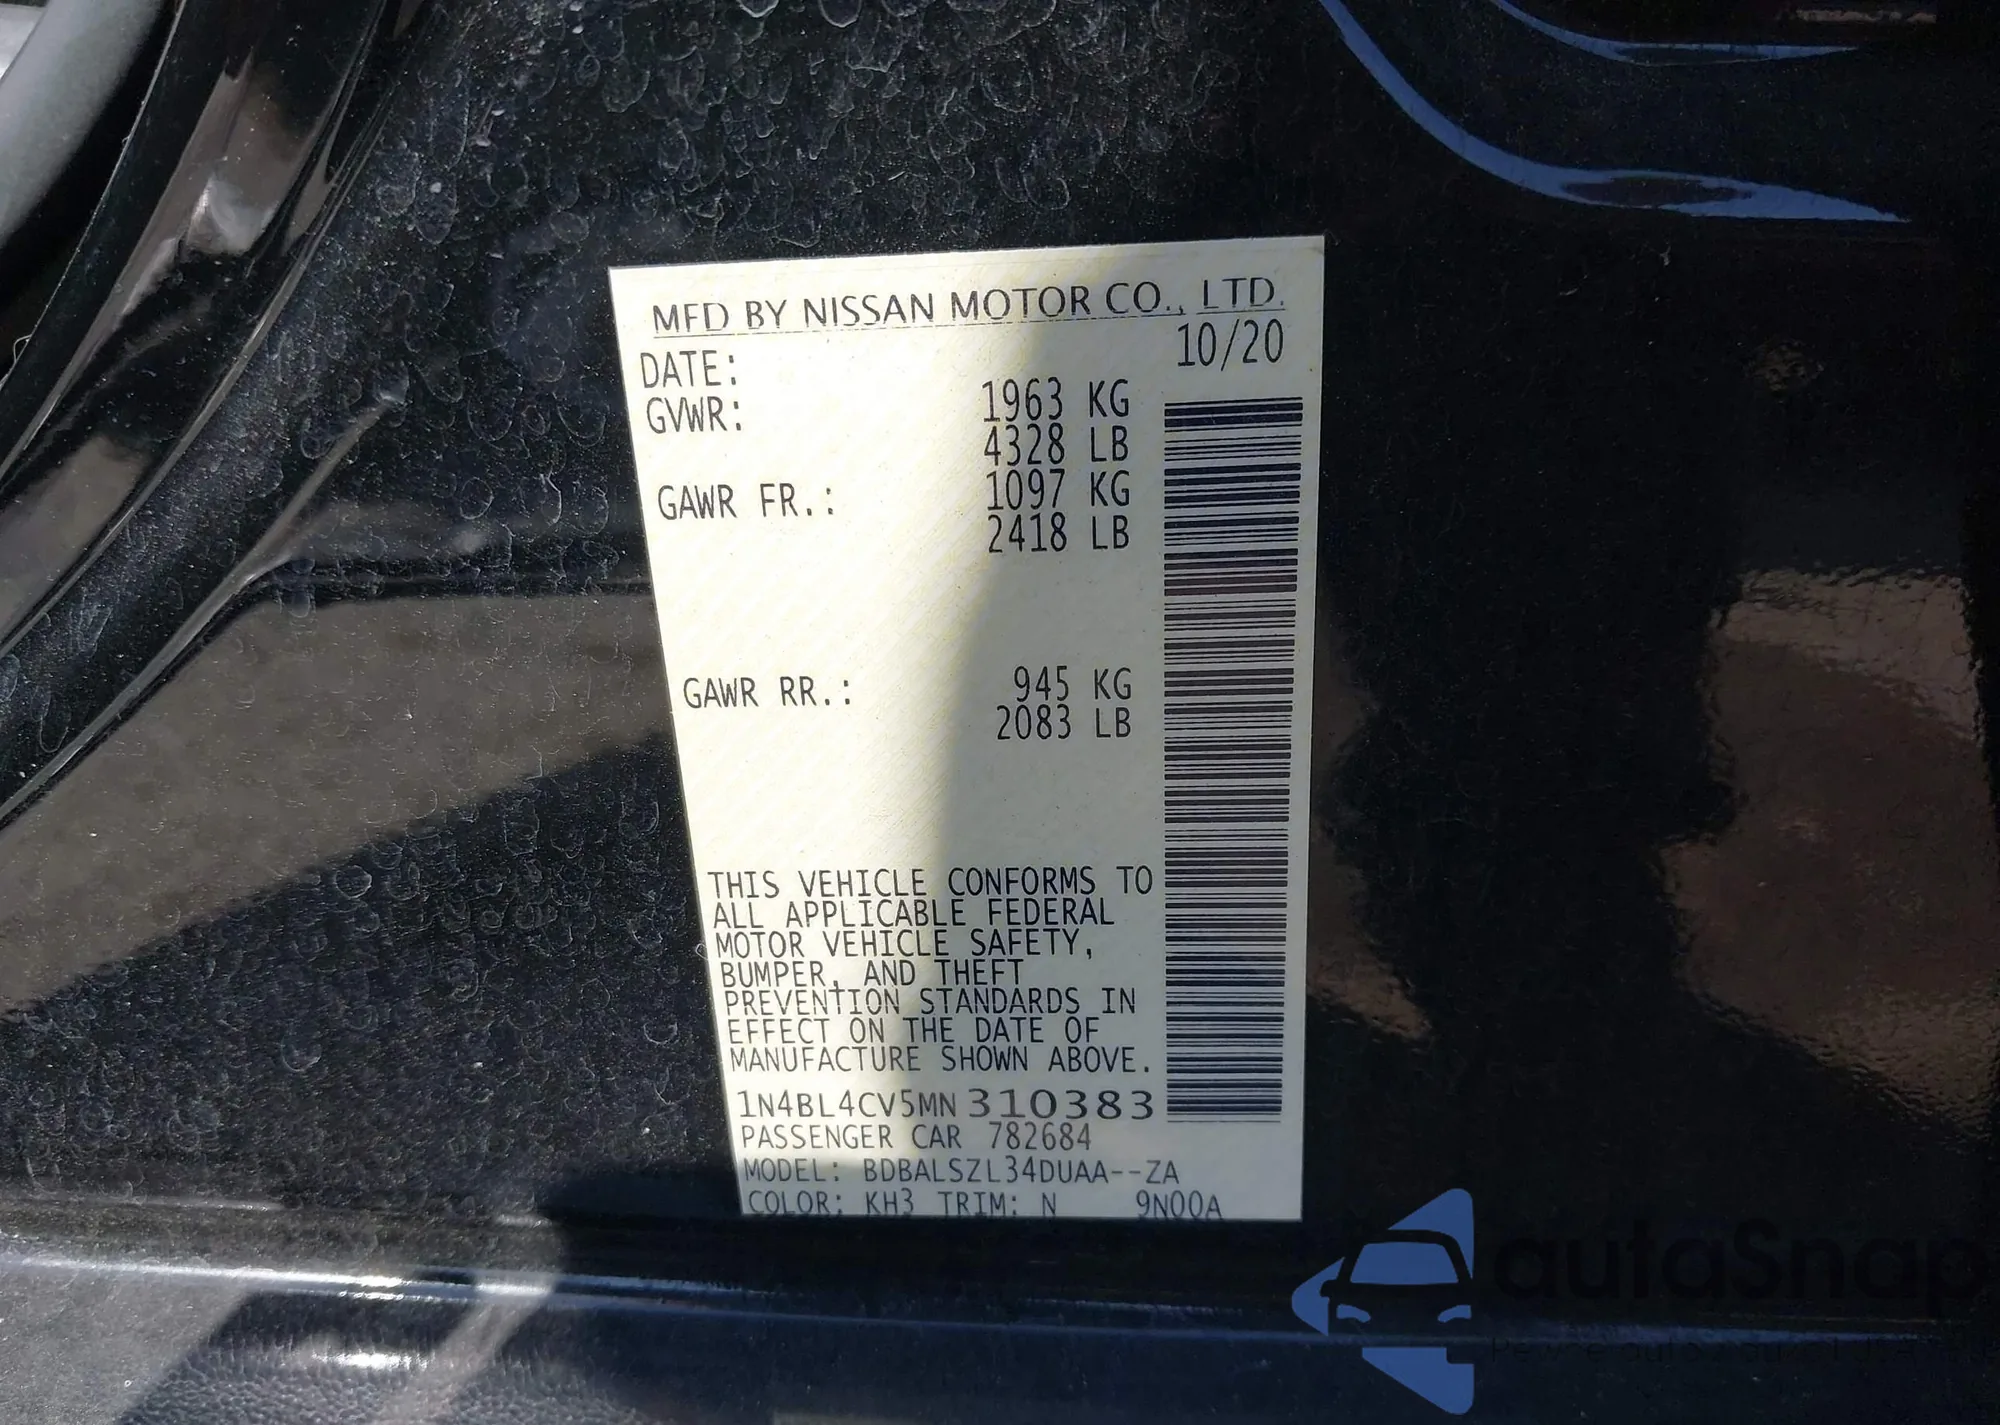 MFD BY NISSAN MOTOR CO., LTD.
DATE: 10/20
GVWR: 1963 KG
4328 LB
GAWR FR.: 1097 KG
2418 LB
GAWR RR.: 945 KG
2083 LB
THIS VEHICLE CONFORMS TO
ALL APPLICABLE FEDERAL
MOTOR VEHICLE SAFETY,
BUMPER, AND THEFT
PREVENTION STANDARDS IN
EFFECT ON THE DATE OF
MANUFACTURE SHOWN ABOVE.
1N4BL4CV5MN310383
PASSENGER CAR 782684
MODEL: BDBALSZL34DUAA--ZA
COLOR: KH3 TRIM: N 9N00A
autaSnap